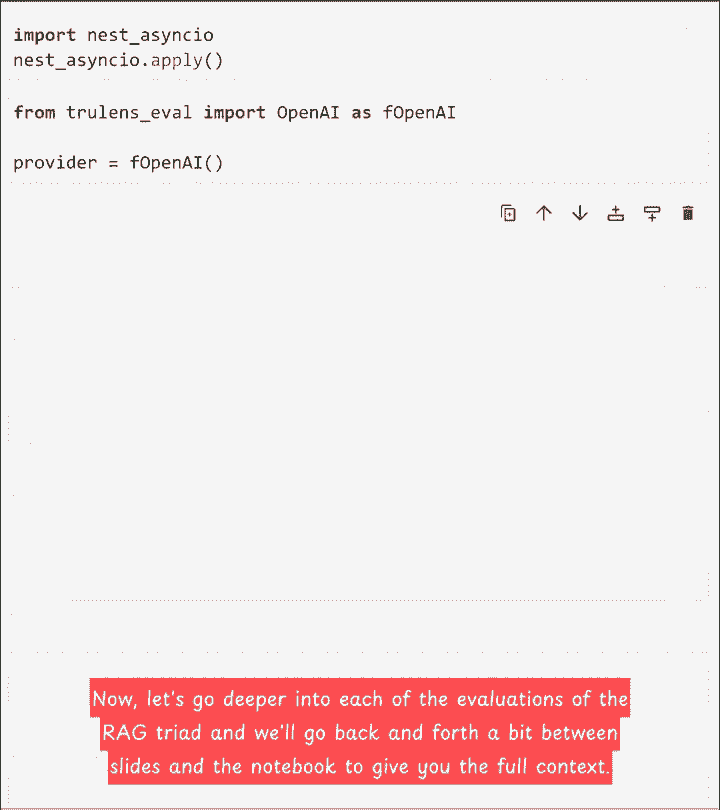 import nest_asyncio
nest_asyncio.apply()
from trulens_eval import OpenAI as fOpenAI
provider = fOpenAI()
Now, let's go deeper into each of the evaluations of the
RAG triad and we'll go back and forth a bit between
slides and the notebook to give you the full context.